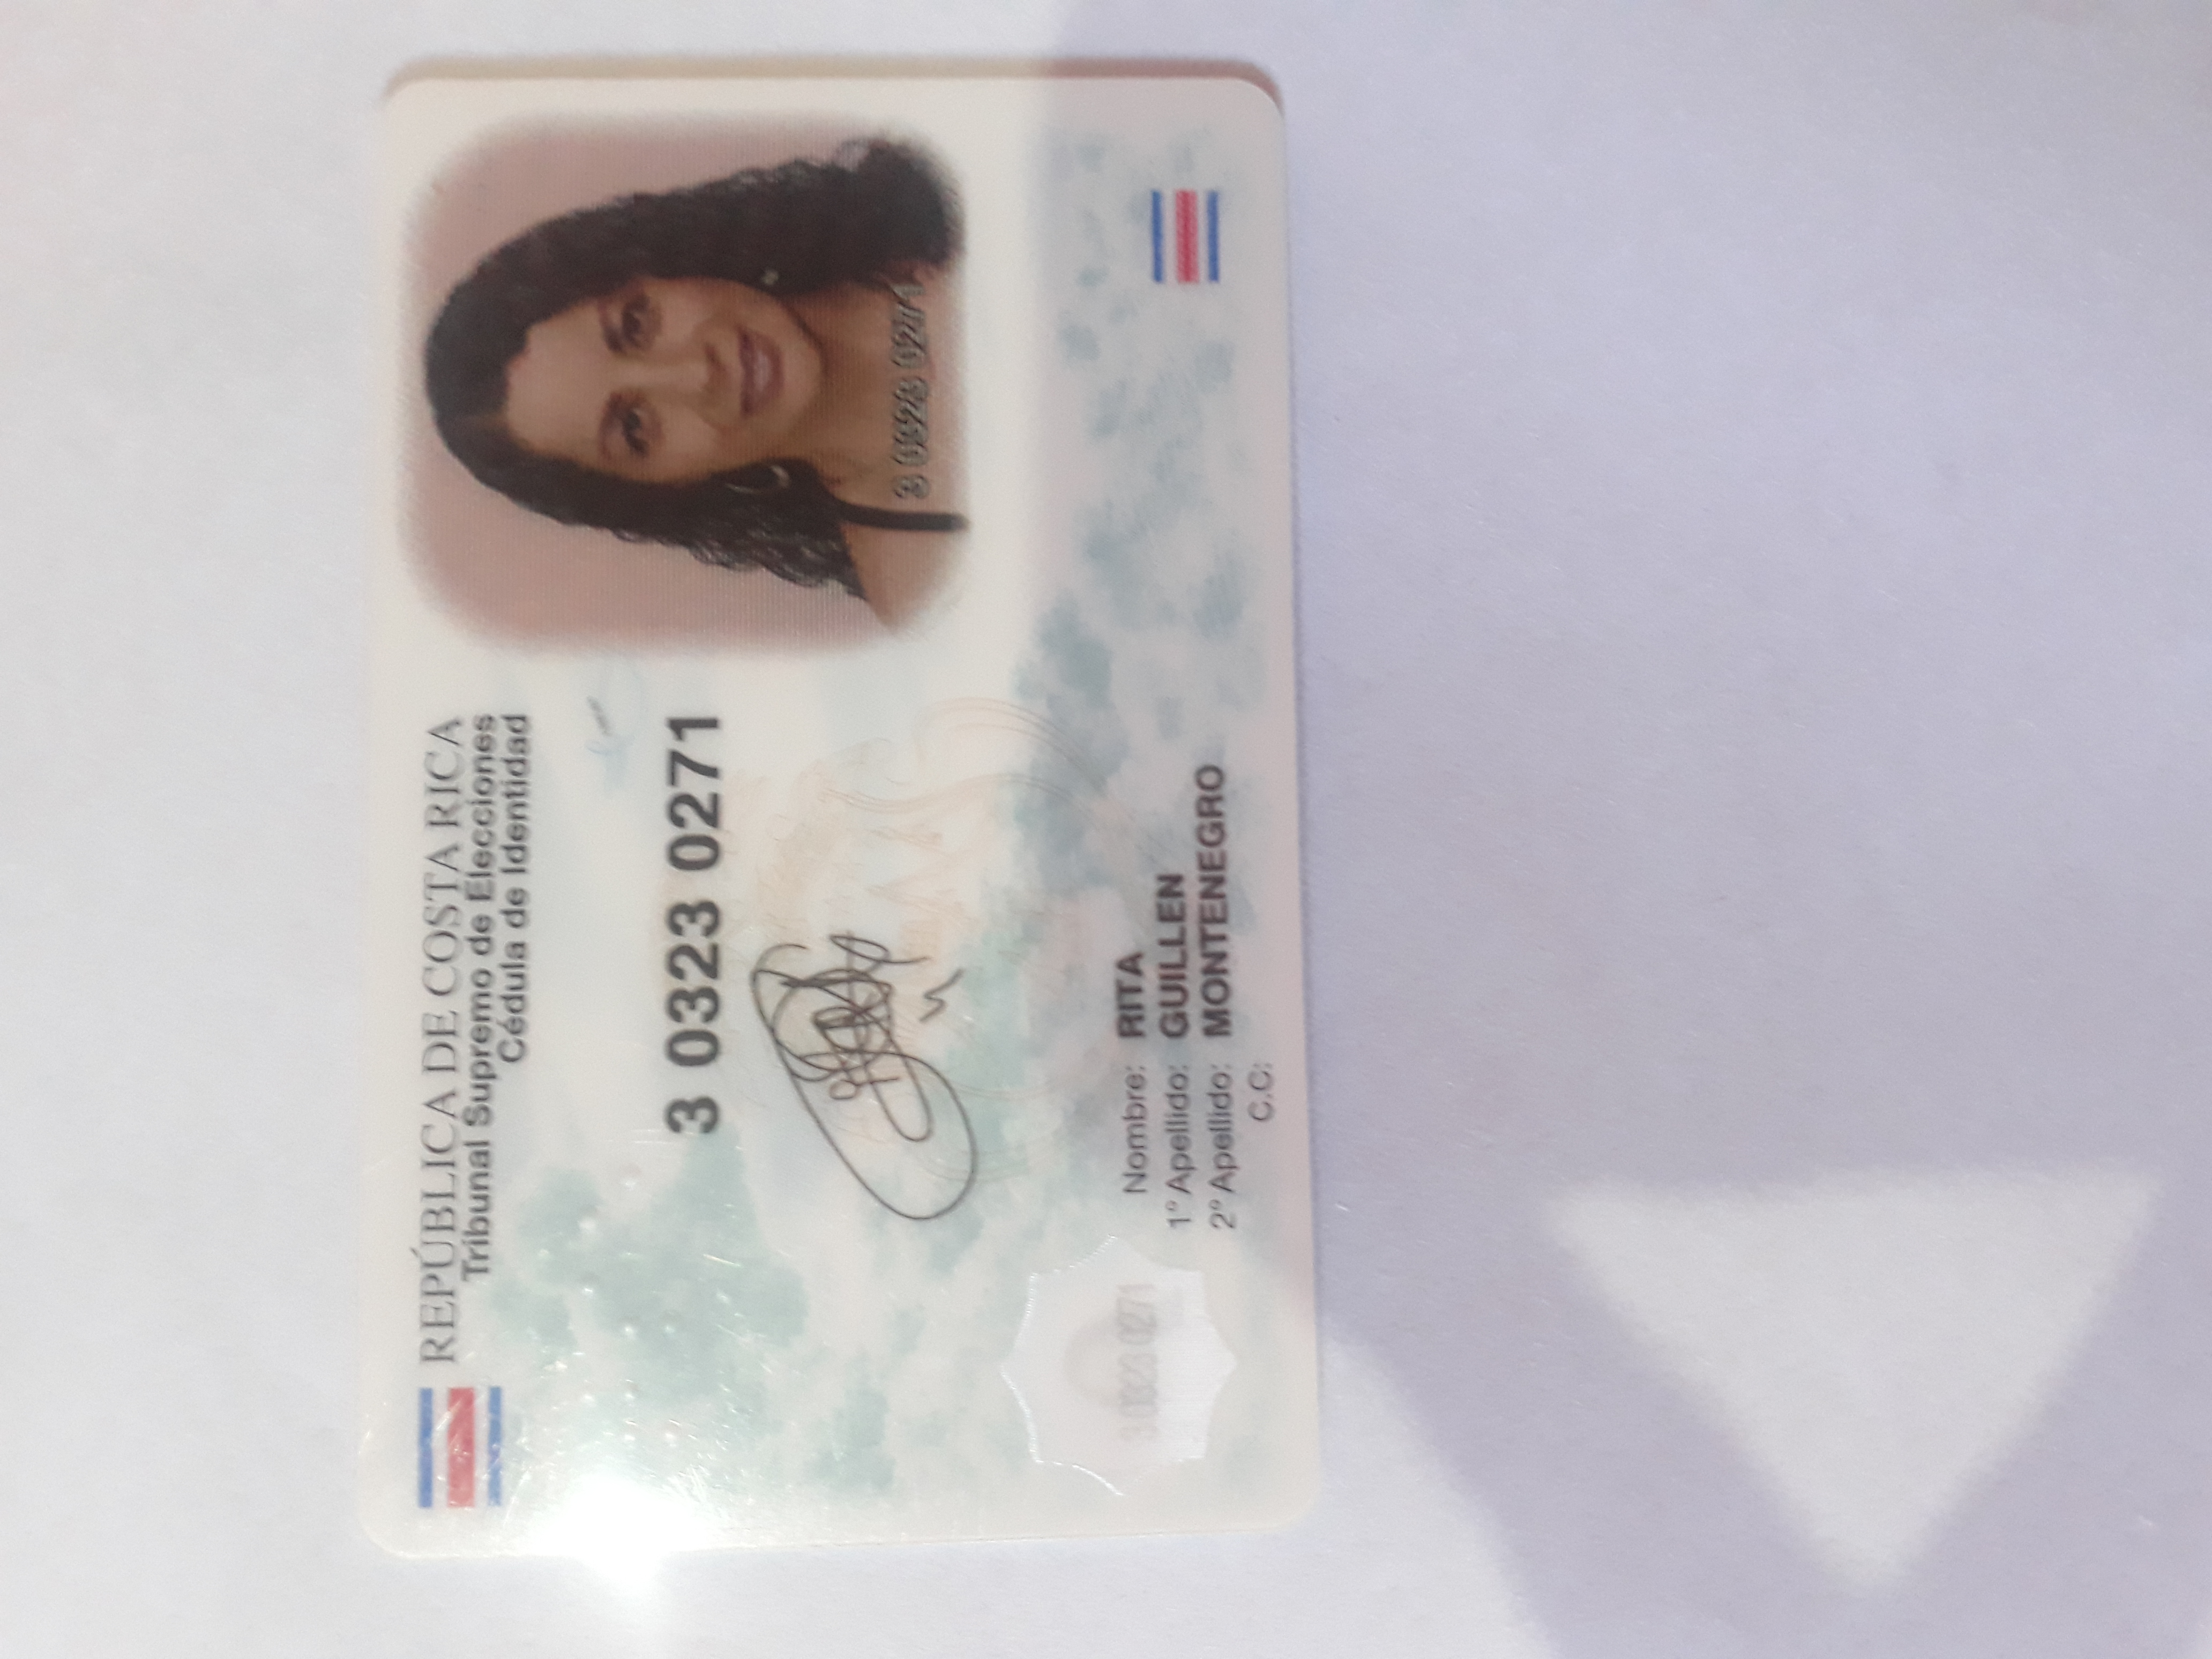 REPÚBLICA DE COSTA RICA
Tribunal Supremo de Elecciones
Cédula de Identidad
3 0323 0271
3 0323 0271
3 0323 0271
Nombre: RITA
1º Apellido: GUILLEN
2º Apellido: MONTENEGRO
C.C: